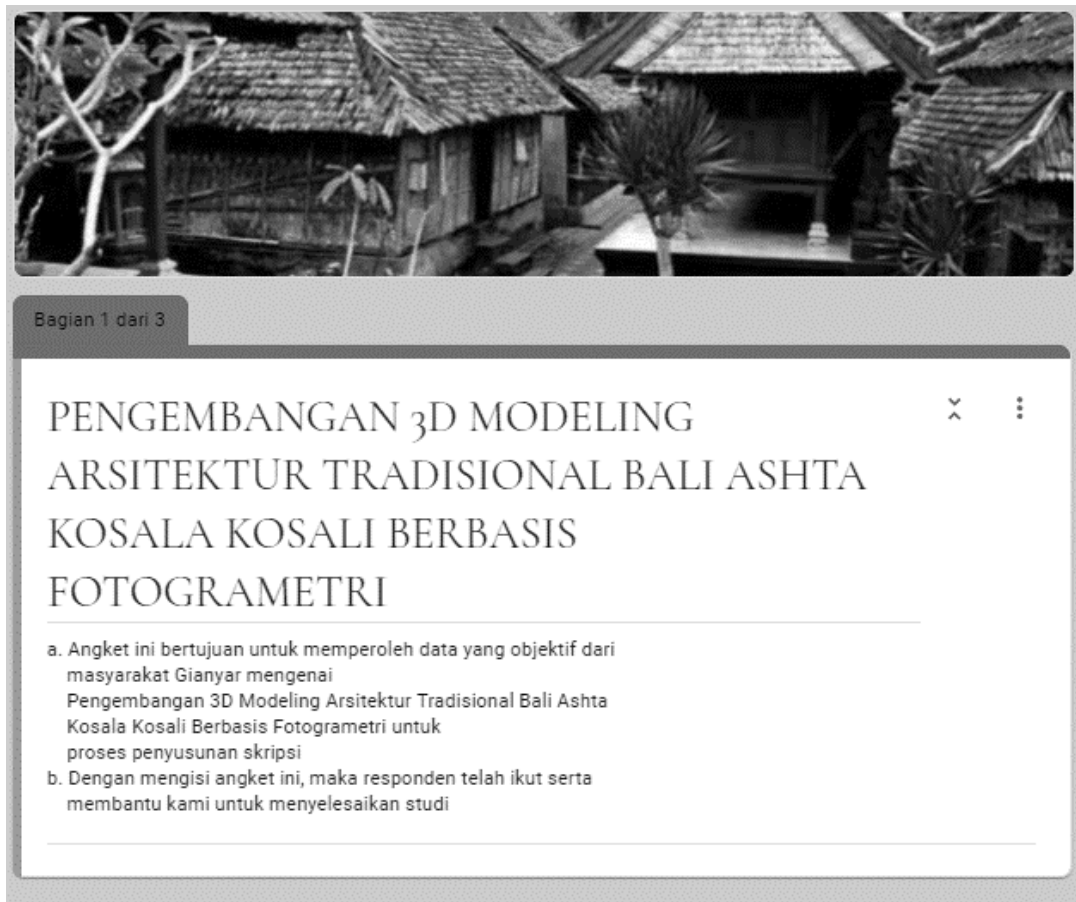 Bagian 1 dari 3
PENGEMBANGAN 3D MODELING
ARSITEKTUR TRADISIONAL BALI ASHTA
KOSALA KOSALI BERBASIS
FOTOGRAMETRI
a. Angket ini bertujuan untuk memperoleh data yang objektif dari
masyarakat Gianyar mengenai
Pengembangan 3D Modeling Arsitektur Tradisional Bali Ashta
Kosala Kosali Berbasis Fotogrametri untuk
proses penyusunan skripsi
b. Dengan mengisi angket ini, maka responden telah ikut serta
membantu kami untuk menyelesaikan studi